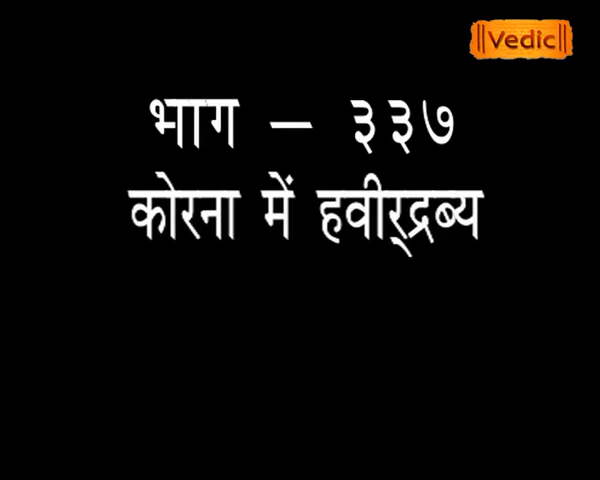 ॥Vedic॥
भाग – ३३७
कोरना में हवीर्‌द्रब्य